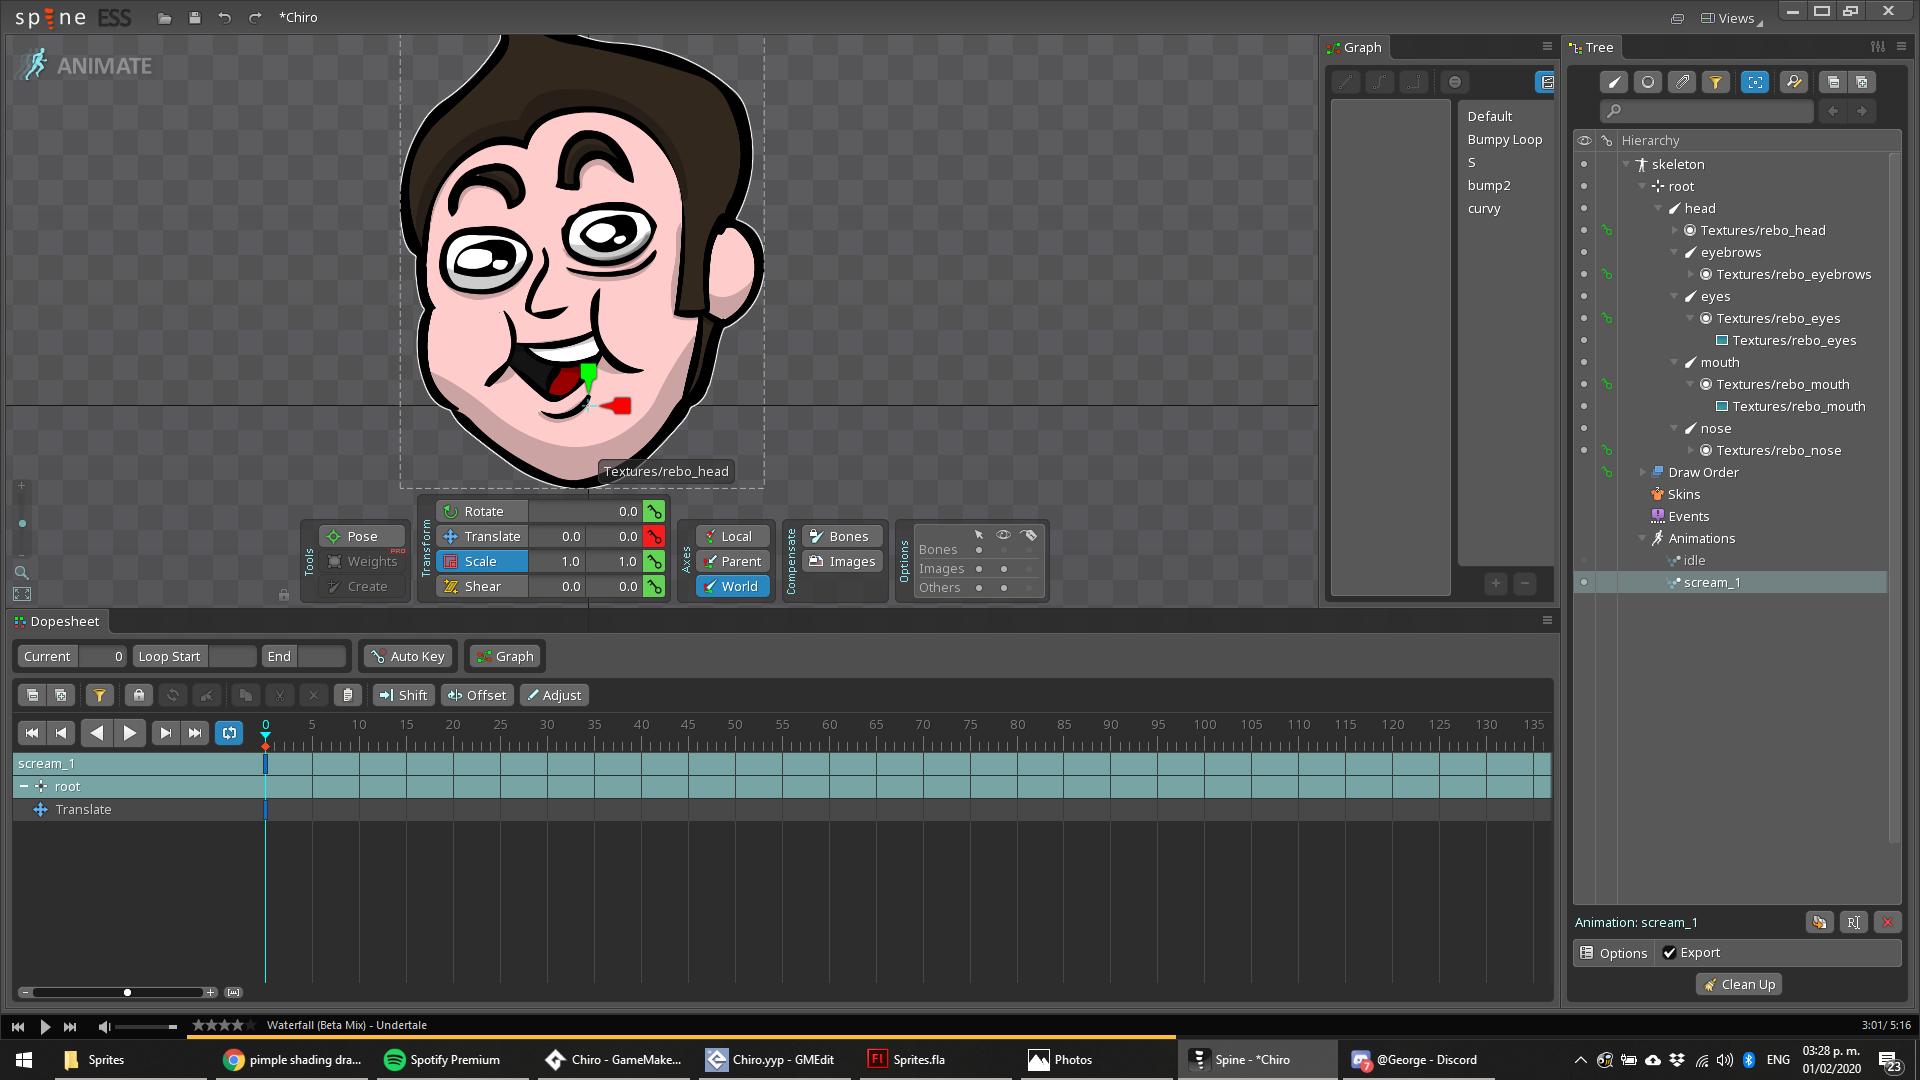 spine ESS
*Chiro
Views
ANIMATE
Graph
Tree
Default
Bumpy Loop
S
bump2
curvy
Hierarchy
skeleton
root
head
Textures/rebo_head
eyebrows
Textures/rebo_eyebrows
eyes
Textures/rebo_eyes
Textures/rebo_eyes
mouth
Textures/rebo_mouth
Textures/rebo_mouth
nose
Textures/rebo_nose
Draw Order
Skins
Events
Animations
idle
scream_1
Textures/rebo_head
Tools
Pose
Weights PRO
Create
Transform
Rotate 0.0
Translate 0.0 0.0
Scale 1.0 1.0
Shear 0.0 0.0
Axes
Local
Parent
World
Compensate
Bones
Images
Options
Bones
Images
Others
Dopesheet
Current 0 Loop Start End Auto Key Graph
Shift Offset Adjust
0 5 10 15 20 25 30 35 40 45 50 55 60 65 70 75 80 85 90 95 100 105 110 115 120 125 130 135
scream_1
root
Translate
Animation: scream_1
Options Export
Clean Up
Waterfall (Beta Mix) - Undertale
3:01/ 5:16
Sprites
pimple shading dra...
Spotify Premium
Chiro - GameMake...
Chiro.yyp - GMEdit
Fl Sprites.fla
Photos
Spine - *Chiro
7 @George - Discord
ENG
03:28 p. m.
01/02/2020
23